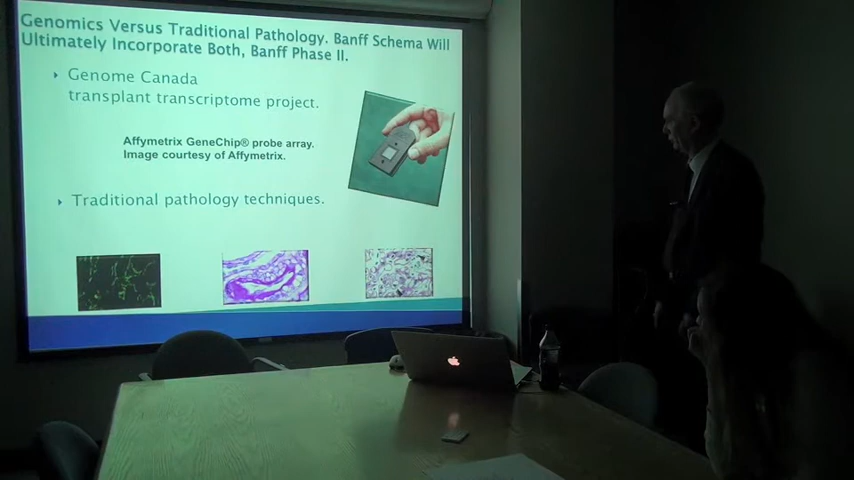 Genomics Versus Traditional Pathology. Banff Schema Will
Ultimately Incorporate Both, Banff Phase II.
Genome Canada
transplant transcriptome project.
Affymetrix GeneChip® probe array.
Image courtesy of Affymetrix.
Traditional pathology techniques.